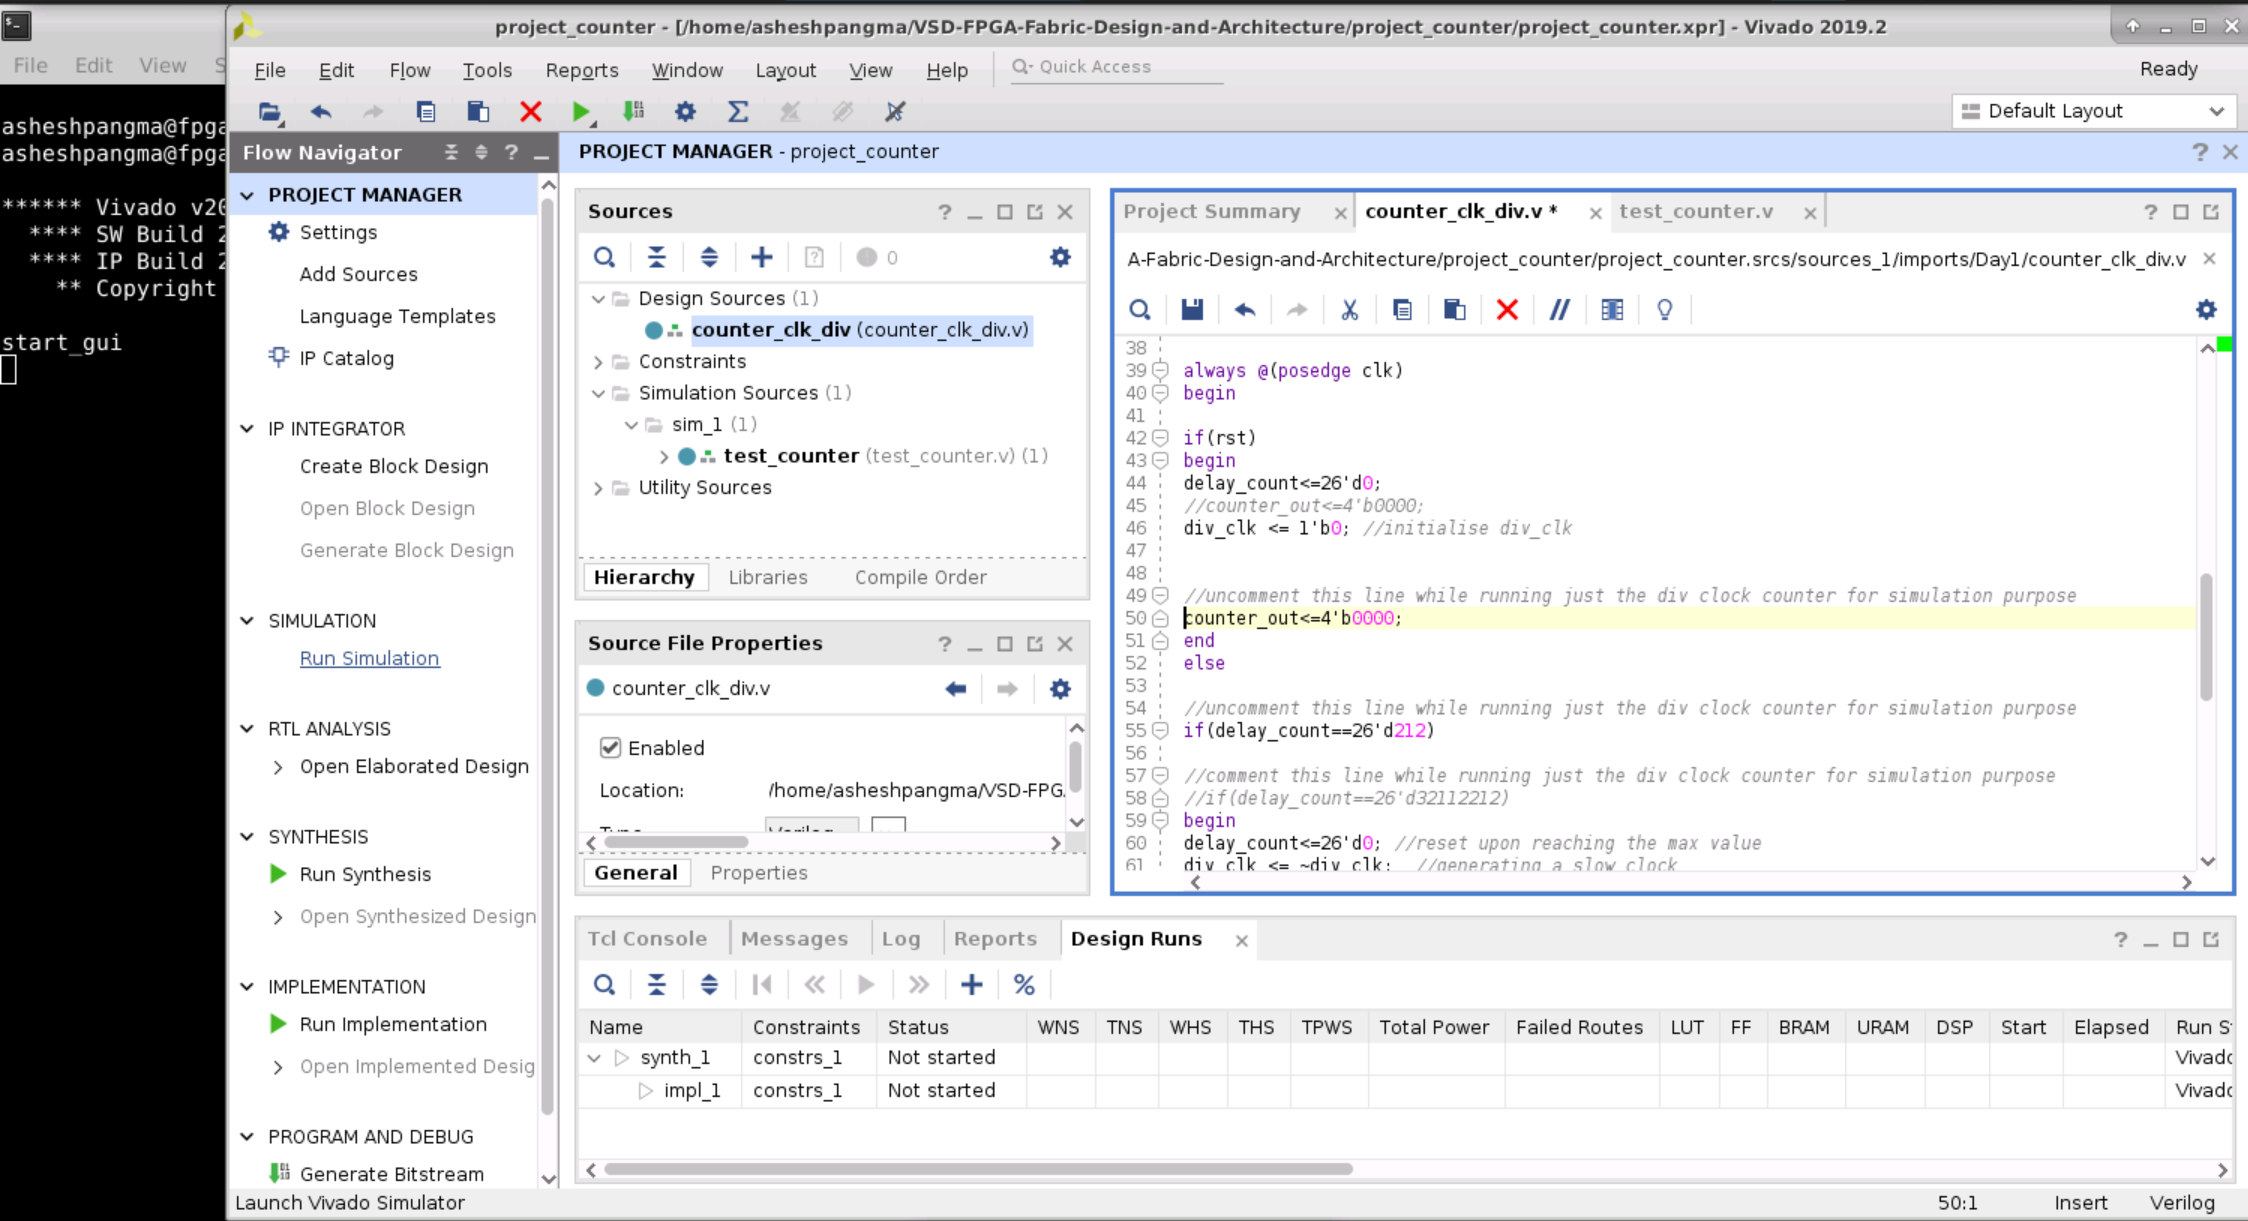 project_counter - [/home/asheshpangma/VSD-FPGA-Fabric-Design-and-Architecture/project_counter/project_counter.xpr] - Vivado 2019.2
File Edit View S
File Edit Flow Tools Reports Window Layout View Help Quick Access
Ready
Default Layout
asheshpangma@fpga
asheshpangma@fpga
****** Vivado v20
**** SW Build 2
**** IP Build 2
** Copyright
start_gui
Flow Navigator ? _
PROJECT MANAGER
Settings
Add Sources
Language Templates
IP Catalog
IP INTEGRATOR
Create Block Design
Open Block Design
Generate Block Design
SIMULATION
Run Simulation
RTL ANALYSIS
Open Elaborated Design
SYNTHESIS
Run Synthesis
Open Synthesized Design
IMPLEMENTATION
Run Implementation
Open Implemented Desig
PROGRAM AND DEBUG
Generate Bitstream
PROJECT MANAGER - project_counter
Sources
0
Design Sources (1)
counter_clk_div (counter_clk_div.v)
Constraints
Simulation Sources (1)
sim_1 (1)
test_counter (test_counter.v) (1)
Utility Sources
Hierarchy Libraries Compile Order
Source File Properties
counter_clk_div.v
Enabled
Location: /home/asheshpangma/VSD-FPG
General Properties
Project Summary counter_clk_div.v * test_counter.v
A-Fabric-Design-and-Architecture/project_counter/project_counter.srcs/sources_1/imports/Day1/counter_clk_div.v
38
39 always @(posedge clk)
40 begin
41
42 if(rst)
43 begin
44 delay_count<=26'd0;
45 //counter_out<=4'b0000;
46 div_clk <= 1'b0; //initialise div_clk
47
48
49 //uncomment this line while running just the div clock counter for simulation purpose
50 counter_out<=4'b0000;
51 end
52 else
53
54 //uncomment this line while running just the div clock counter for simulation purpose
55 if(delay_count==26'd212)
56
57 //comment this line while running just the div clock counter for simulation purpose
58 //if(delay_count==26'd32112212)
59 begin
60 delay_count<=26'd0; //reset upon reaching the max value
61 div_clk <= ~div_clk; //generating a slow clock
Tcl Console Messages Log Reports Design Runs
Name Constraints Status WNS TNS WHS THS TPWS Total Power Failed Routes LUT FF BRAM URAM DSP Start Elapsed Run S
synth_1 constrs_1 Not started Vivado
impl_1 constrs_1 Not started Vivado
Launch Vivado Simulator
50:1 Insert Verilog